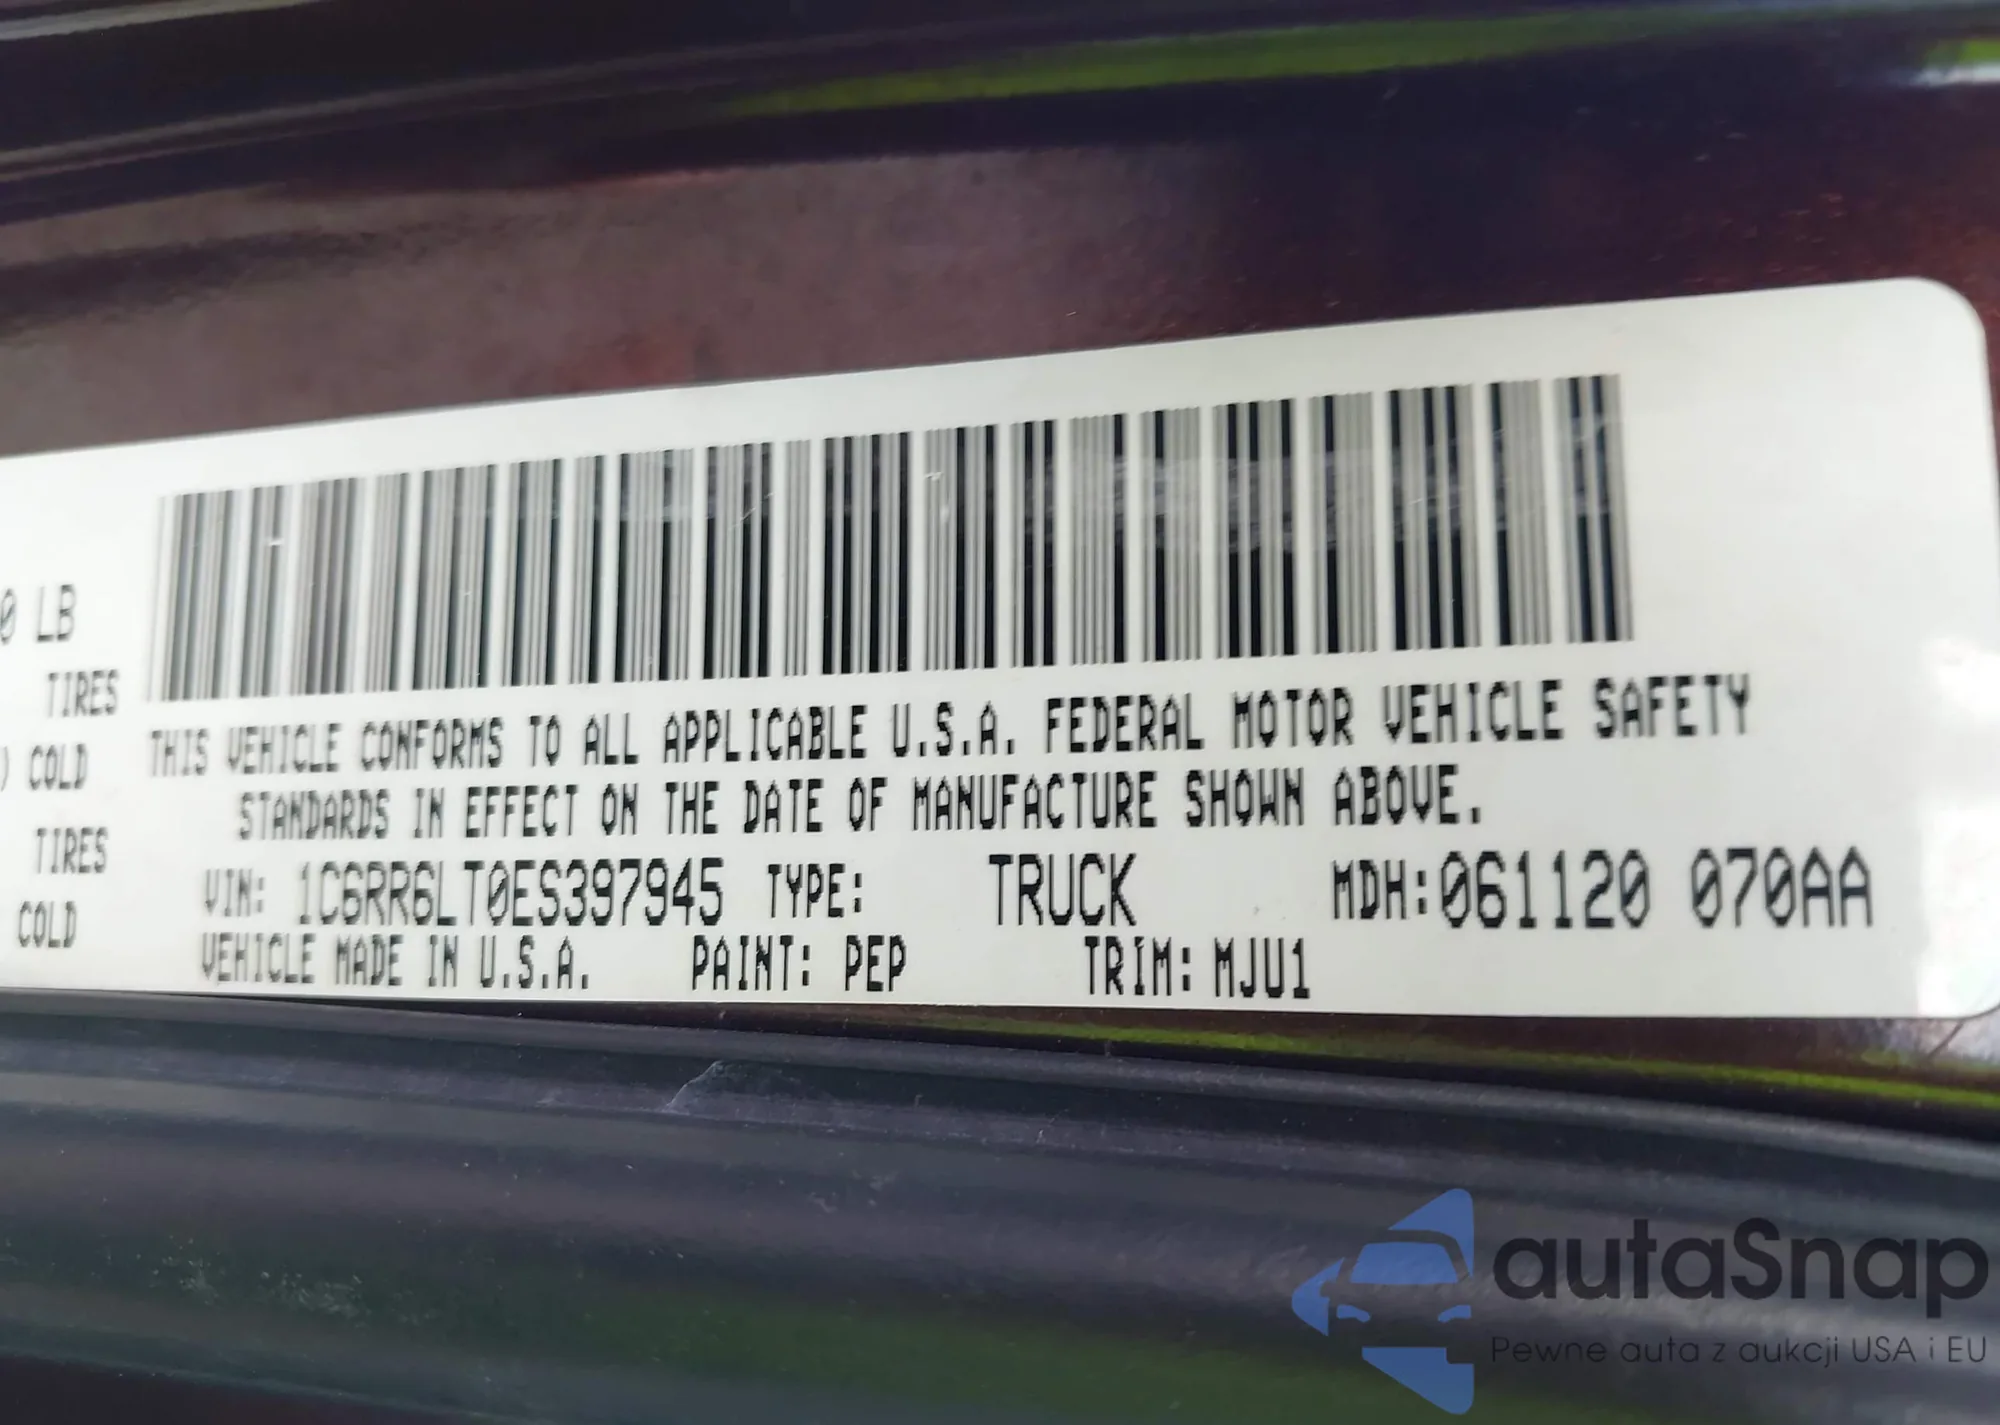 0 LB
TIRES
) COLD
TIRES
COLD
THIS VEHICLE CONFORMS TO ALL APPLICABLE U.S.A. FEDERAL MOTOR VEHICLE SAFETY
STANDARDS IN EFFECT ON THE DATE OF MANUFACTURE SHOWN ABOVE.
VIN: 1C6RR6LT0ES397945 TYPE: TRUCK MDH:061120 070AA
VEHICLE MADE IN U.S.A. PAINT: PEP TRIM: MJU1
autaSnap
Pewne auta z aukcji USA i EU